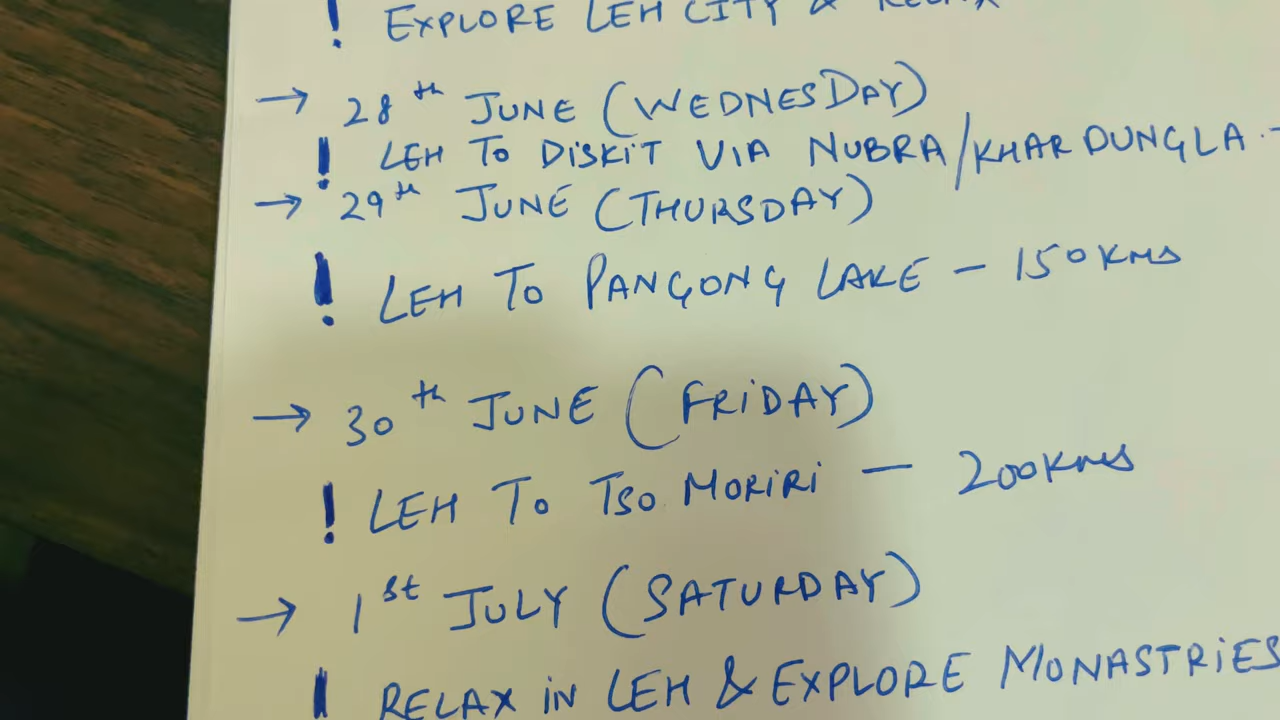 ! EXPLORE LEH CITY & RELAX
→ 28th JUNE (WEDNESDAY)
! LEH TO DISKIT VIA NUBRA/KHARDUNGLA -
→ 29th JUNE (THURSDAY)
! LEH TO PANGONG LAKE - 150KMS
→ 30th JUNE (FRIDAY)
! LEH TO TSO MORIRI - 200KMS
→ 1st JULY (SATURDAY)
! RELAX IN LEH & EXPLORE MONASTRIES